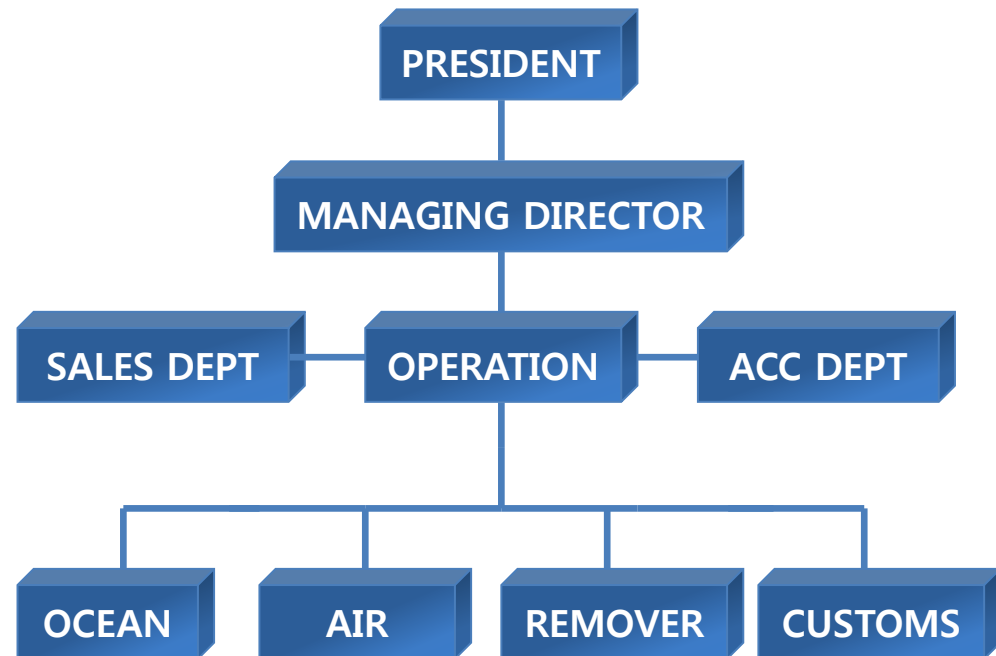 PRESIDENT
MANAGING DIRECTOR
SALES DEPT
OPERATION
ACC DEPT
OCEAN
AIR
REMOVER
CUSTOMS